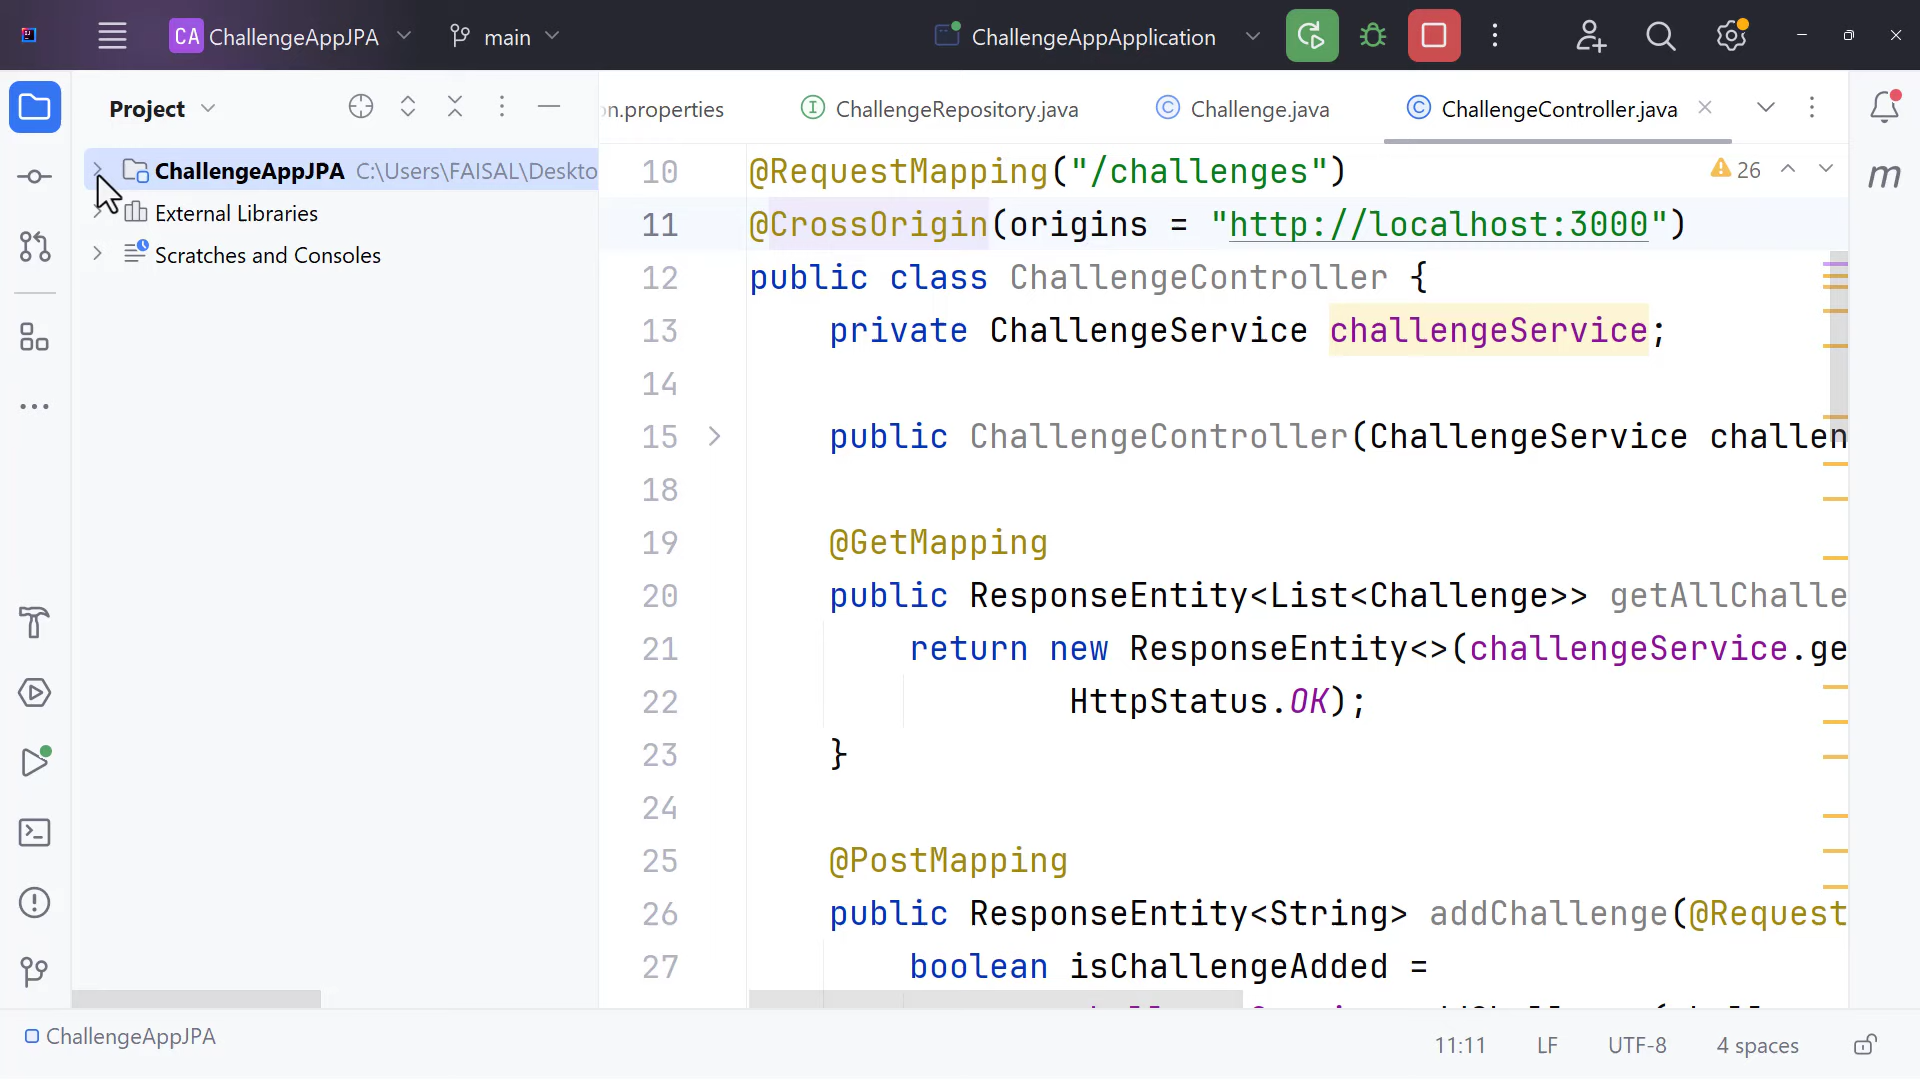 CA ChallengeAppJPA main ChallengeAppApplication
Project
n.properties ChallengeRepository.java Challenge.java ChallengeController.java
ChallengeAppJPA C:\Users\FAISAL\Deskto
External Libraries
Scratches and Consoles
10 @RequestMapping("/challenges") 26
11 @CrossOrigin(origins = "http://localhost:3000")
12 public class ChallengeController {
13 private ChallengeService challengeService;
14
15 public ChallengeController(ChallengeService challen
18
19 @GetMapping
20 public ResponseEntity<List<Challenge>> getAllChalle
21 return new ResponseEntity<>(challengeService.ge
22 HttpStatus.OK);
23 }
24
25 @PostMapping
26 public ResponseEntity<String> addChallenge(@Request
27 boolean isChallengeAdded =
m
ChallengeAppJPA
11:11 LF UTF-8 4 spaces